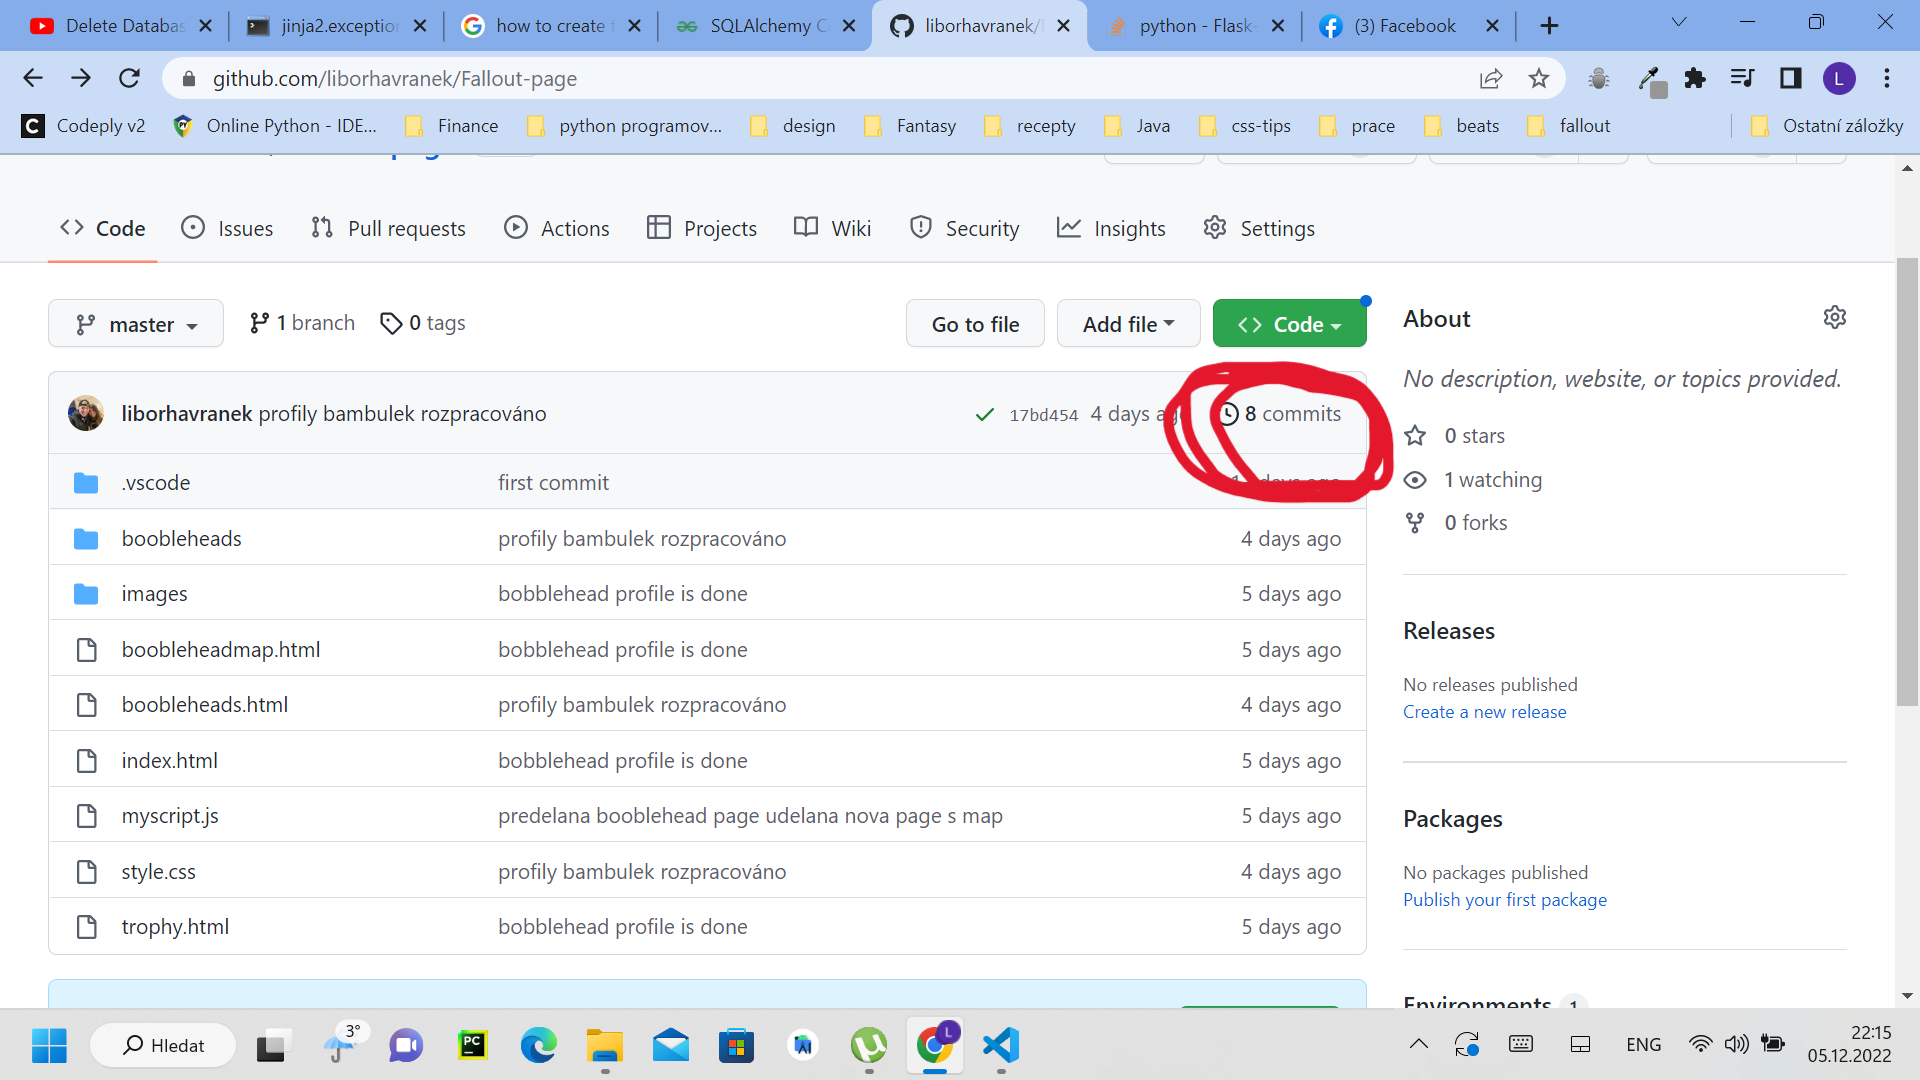 Delete Databas jinja2.exception how to create t SQLAlchemy C liborhavranek/ python - Flask- (3) Facebook
github.com/liborhavranek/Fallout-page L
C Codeply v2 Online Python - IDE... Finance python programov... design Fantasy recepty Java css-tips prace beats fallout Ostatní záložky
Code Issues Pull requests Actions Projects Wiki Security Insights Settings
master 1 branch 0 tags Go to file Add file Code
liborhavranek profily bambulek rozpracováno 17bd454 4 days ago 8 commits
.vscode first commit days ago
boobleheads profily bambulek rozpracováno 4 days ago
images bobblehead profile is done 5 days ago
boobleheadmap.html bobblehead profile is done 5 days ago
boobleheads.html profily bambulek rozpracováno 4 days ago
index.html bobblehead profile is done 5 days ago
myscript.js predelana booblehead page udelana nova page s map 5 days ago
style.css profily bambulek rozpracováno 4 days ago
trophy.html bobblehead profile is done 5 days ago
About
No description, website, or topics provided.
0 stars
1 watching
0 forks
Releases
No releases published
Create a new release
Packages
No packages published
Publish your first package
Environments 1
Hledat 3° PC L ENG 22:15
05.12.2022